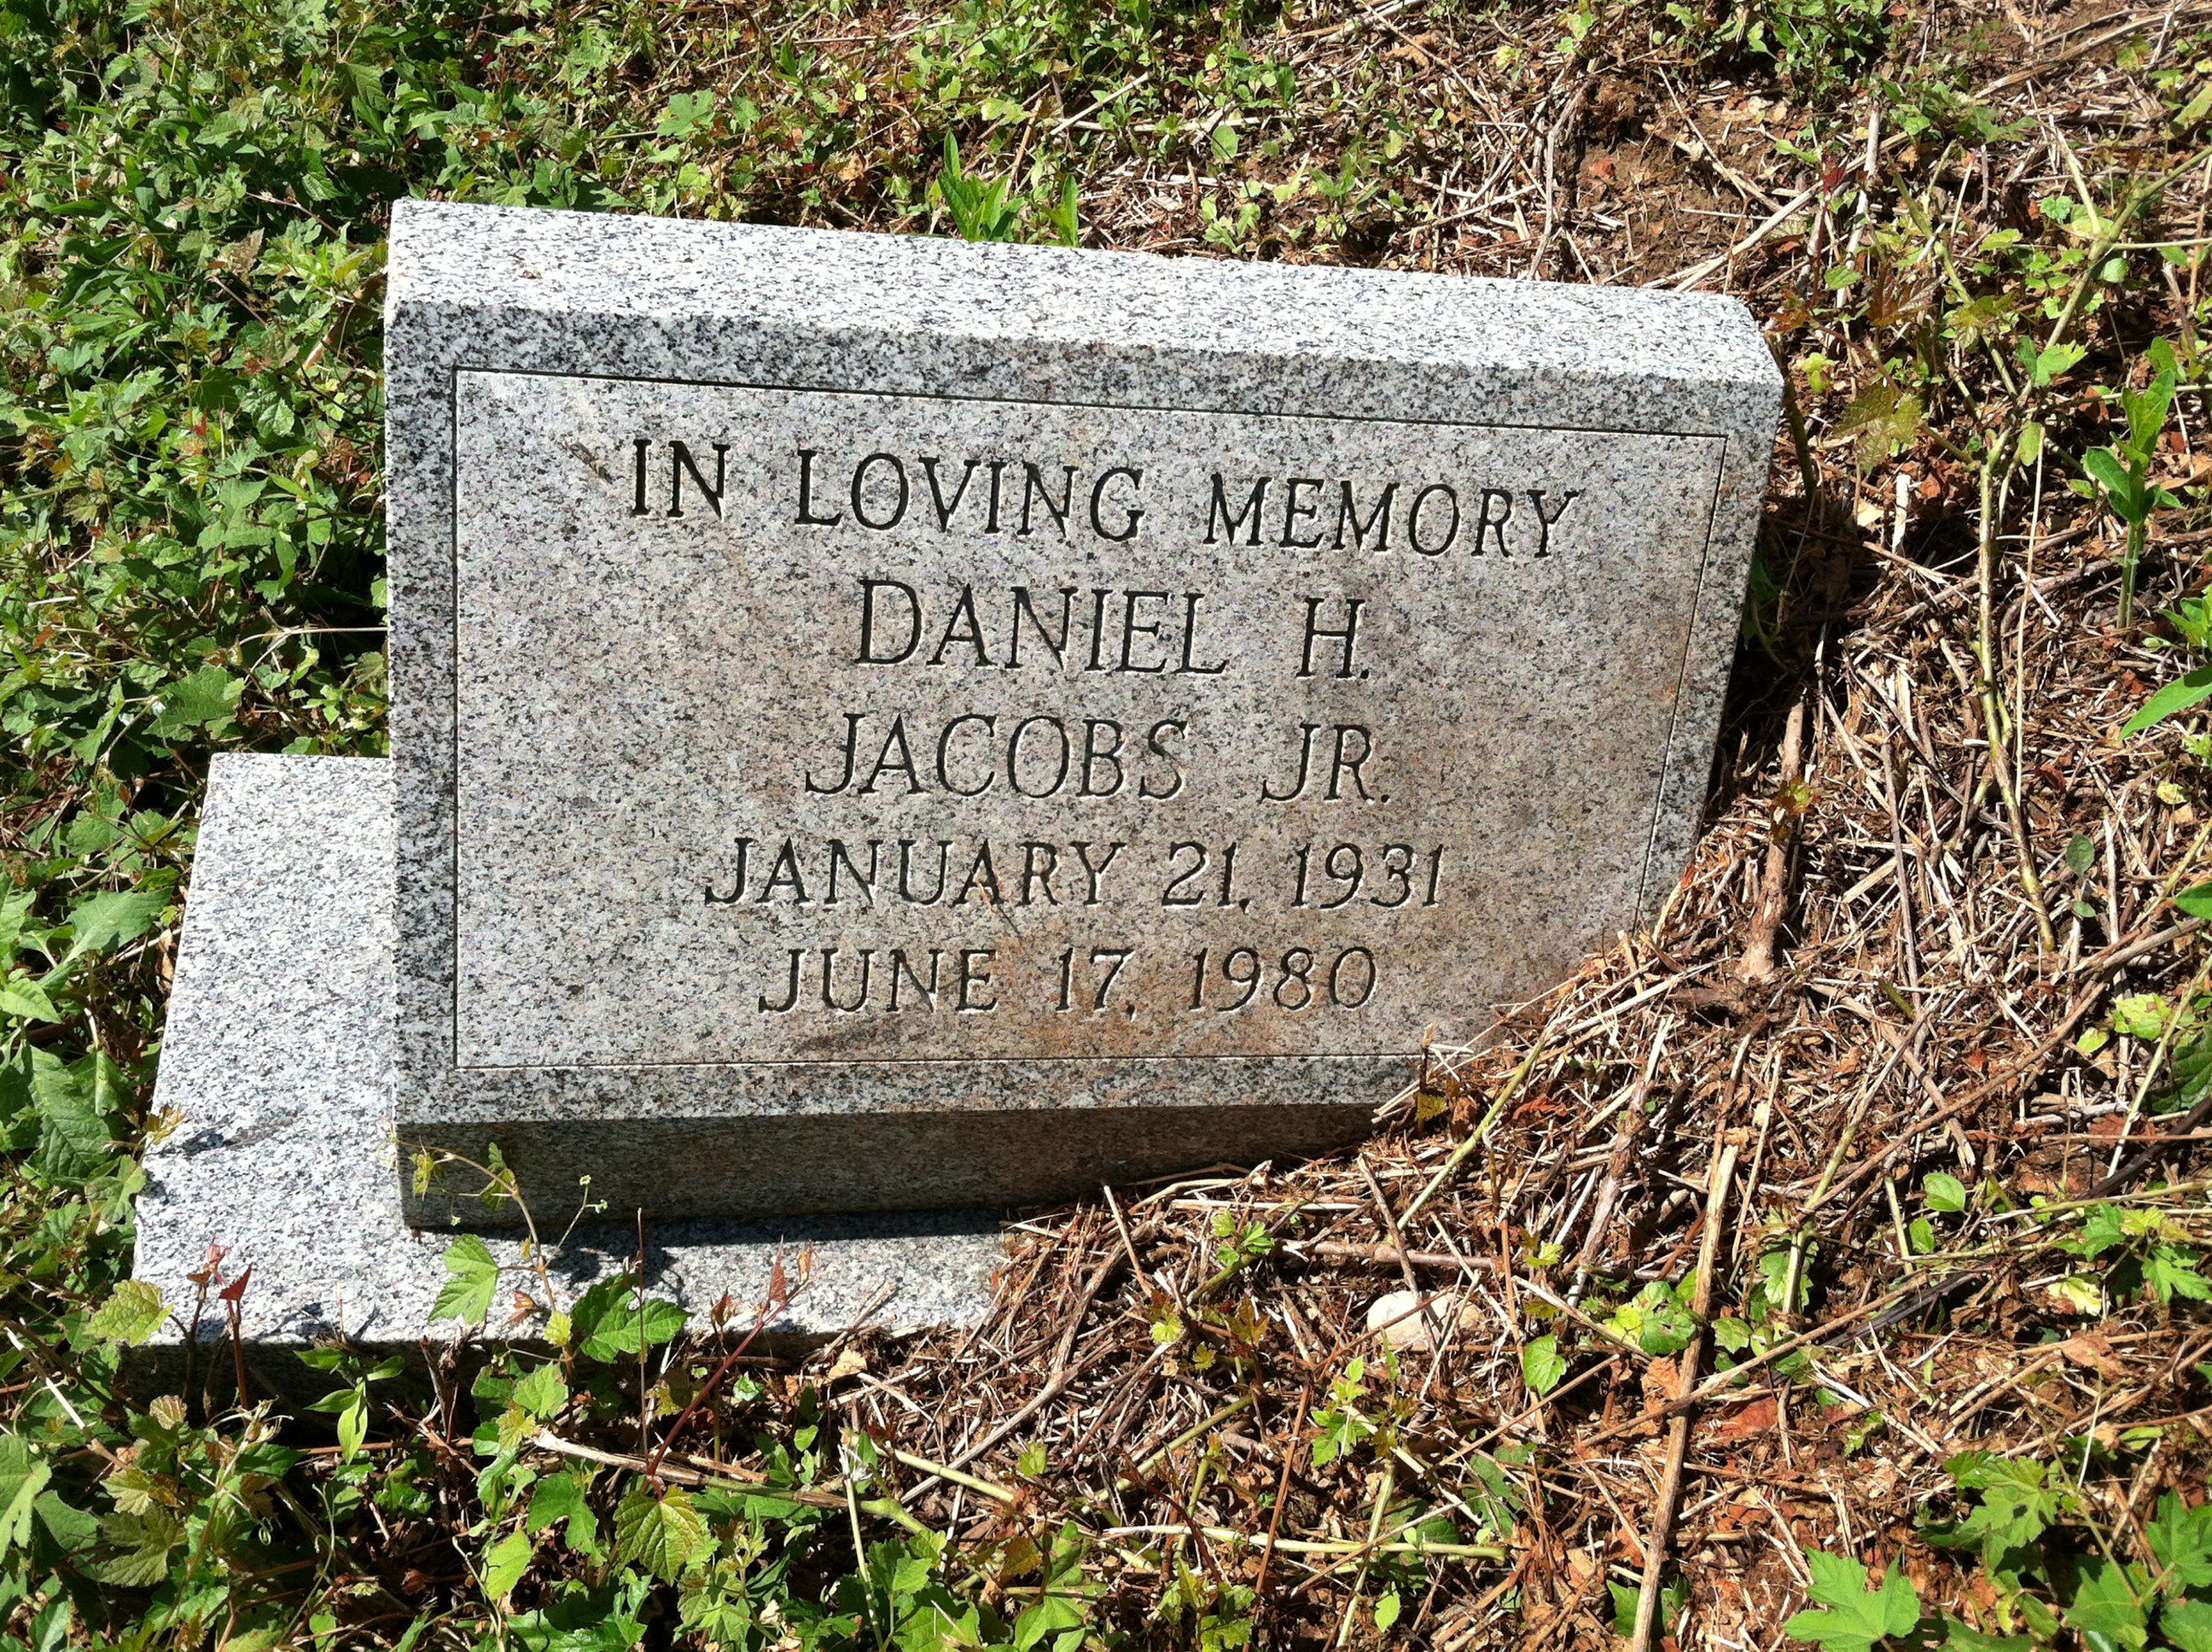 IN LOVING MEMORY
DANIEL H.
JACOBS JR.
JANUARY 21, 1931
JUNE 17, 1980